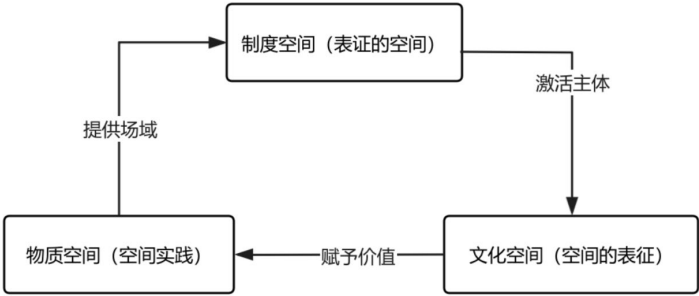 制度空间（表证的空间）
激活主体
提供场域
物质空间（空间实践）
赋予价值
文化空间（空间的表征）